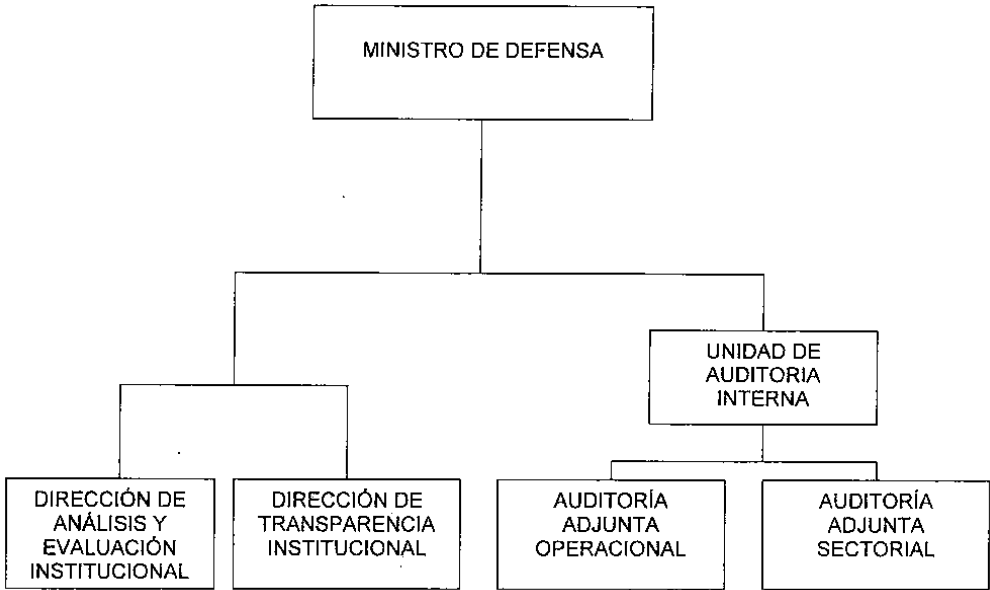 MINISTRO DE DEFENSA
UNIDAD DE
AUDITORIA
INTERNA
DIRECCIÓN DE
ANÁLISIS Y
EVALUACIÓN
INSTITUCIONAL
DIRECCIÓN DE
TRANSPARENCIA
INSTITUCIONAL
AUDITORÍA
ADJUNTA
OPERACIONAL
AUDITORÍA
ADJUNTA
SECTORIAL